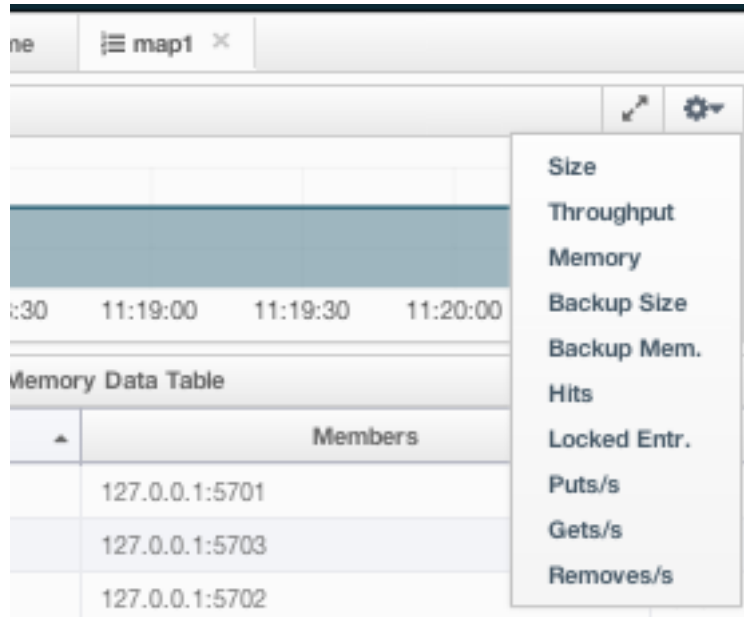 map1
Size
Throughput
Memory
Backup Size
Backup Mem.
Hits
Locked Entr.
Puts/s
Gets/s
Removes/s
:30 11:19:00 11:19:30 11:20:00
Memory Data Table
Members
127.0.0.1:5701
127.0.0.1:5703
127.0.0.1:5702